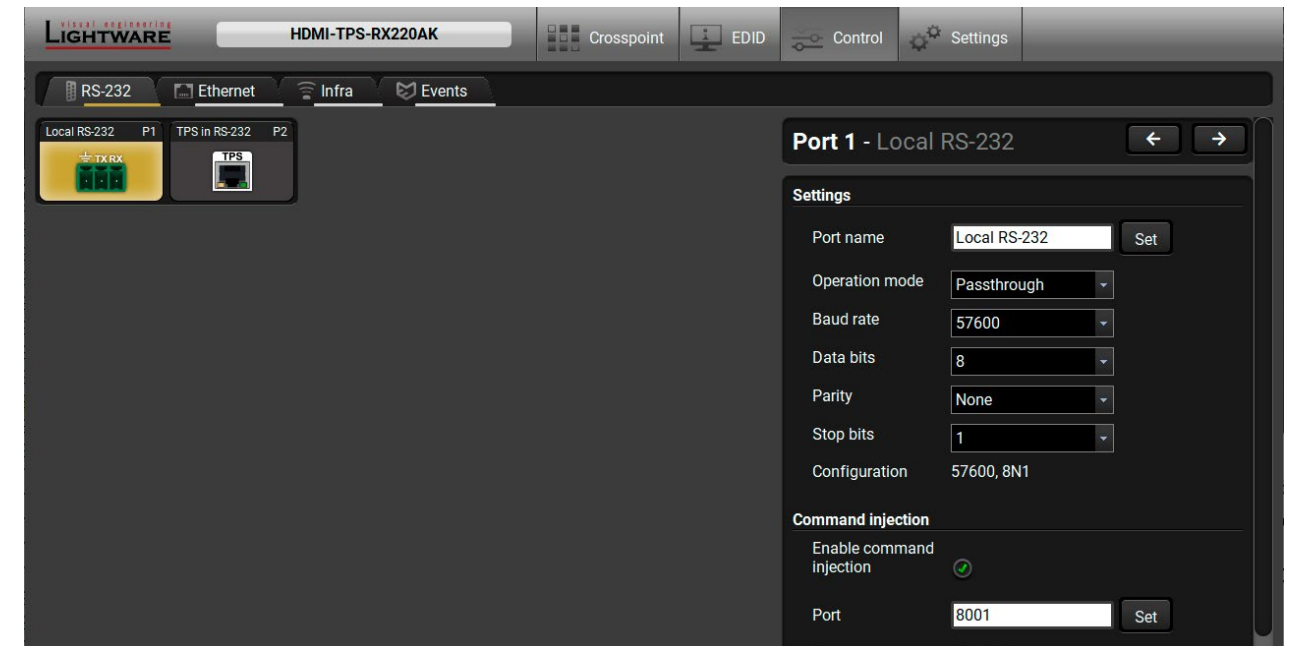 visual engineering
LIGHTWARE
HDMI-TPS-RX220AK
Crosspoint
EDID
Control
Settings
RS-232
Ethernet
Infra
Events
Local RS-232 P1
TPS in RS-232 P2
TX RX
TPS
Port 1 - Local RS-232
Settings
Port name Local RS-232 Set
Operation mode Passthrough
Baud rate 57600
Data bits 8
Parity None
Stop bits 1
Configuration 57600, 8N1
Command injection
Enable command
injection
Port 8001 Set